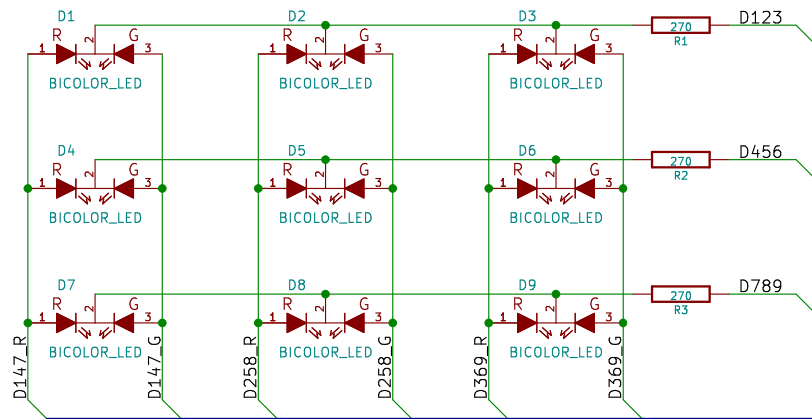 D1 D2 D3 D123
R 2 G R 2 G R 2 G 270
1 3 1 3 1 3 R1
BICOLOR_LED BICOLOR_LED BICOLOR_LED
D4 D5 D6 D456
R 2 G R 2 G R 2 G 270
1 3 1 3 1 3 R2
BICOLOR_LED BICOLOR_LED BICOLOR_LED
D7 D8 D9 D789
R 2 G R 2 G R 2 G 270
1 3 1 3 1 3 R3
BICOLOR_LED BICOLOR_LED BICOLOR_LED
D147_R D147_G D258_R D258_G D369_R D369_G